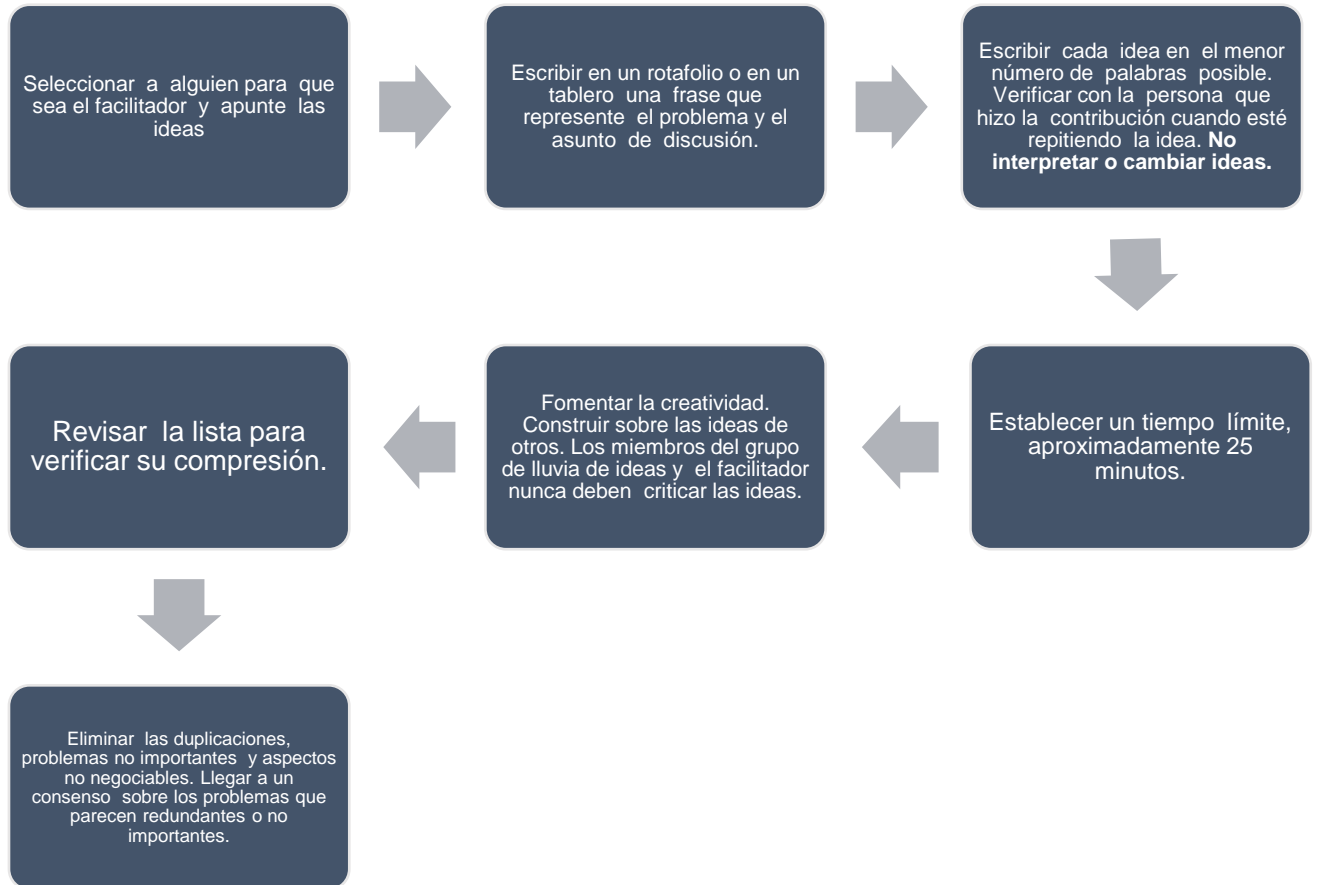 Seleccionar a alguien para que
sea el facilitador y apunte las
ideas
Escribir en un rotafolio o en un
tablero una frase que
represente el problema y el
asunto de discusión.
Escribir cada idea en el menor
número de palabras posible.
Verificar con la persona que
hizo la contribución cuando esté
repitiendo la idea. No
interpretar o cambiar ideas.
Establecer un tiempo límite,
aproximadamente 25
minutos.
Fomentar la creatividad.
Construir sobre las ideas de
otros. Los miembros del grupo
de lluvia de ideas y el facilitador
nunca deben criticar las ideas.
Revisar la lista para
verificar su compresión.
Eliminar las duplicaciones,
problemas no importantes y aspectos
no negociables. Llegar a un
consenso sobre los problemas que
parecen redundantes o no
importantes.